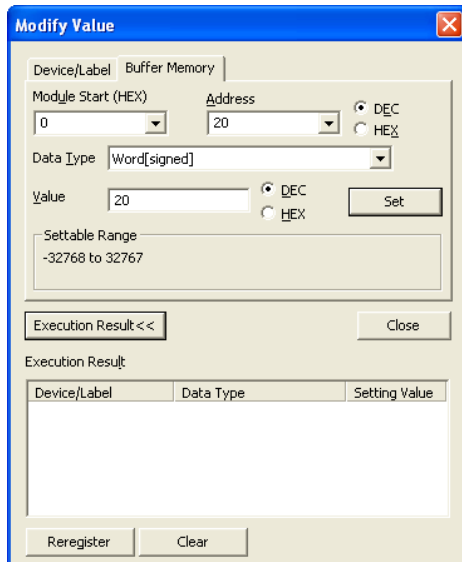 Modify Value
Device/Label Buffer Memory
Module Start (HEX) Address
0 20 DEC
HEX
Data Type Word[signed]
Value 20 DEC
HEX Set
Settable Range
-32768 to 32767
Execution Result<< Close
Execution Result
Device/Label Data Type Setting Value
Reregister Clear